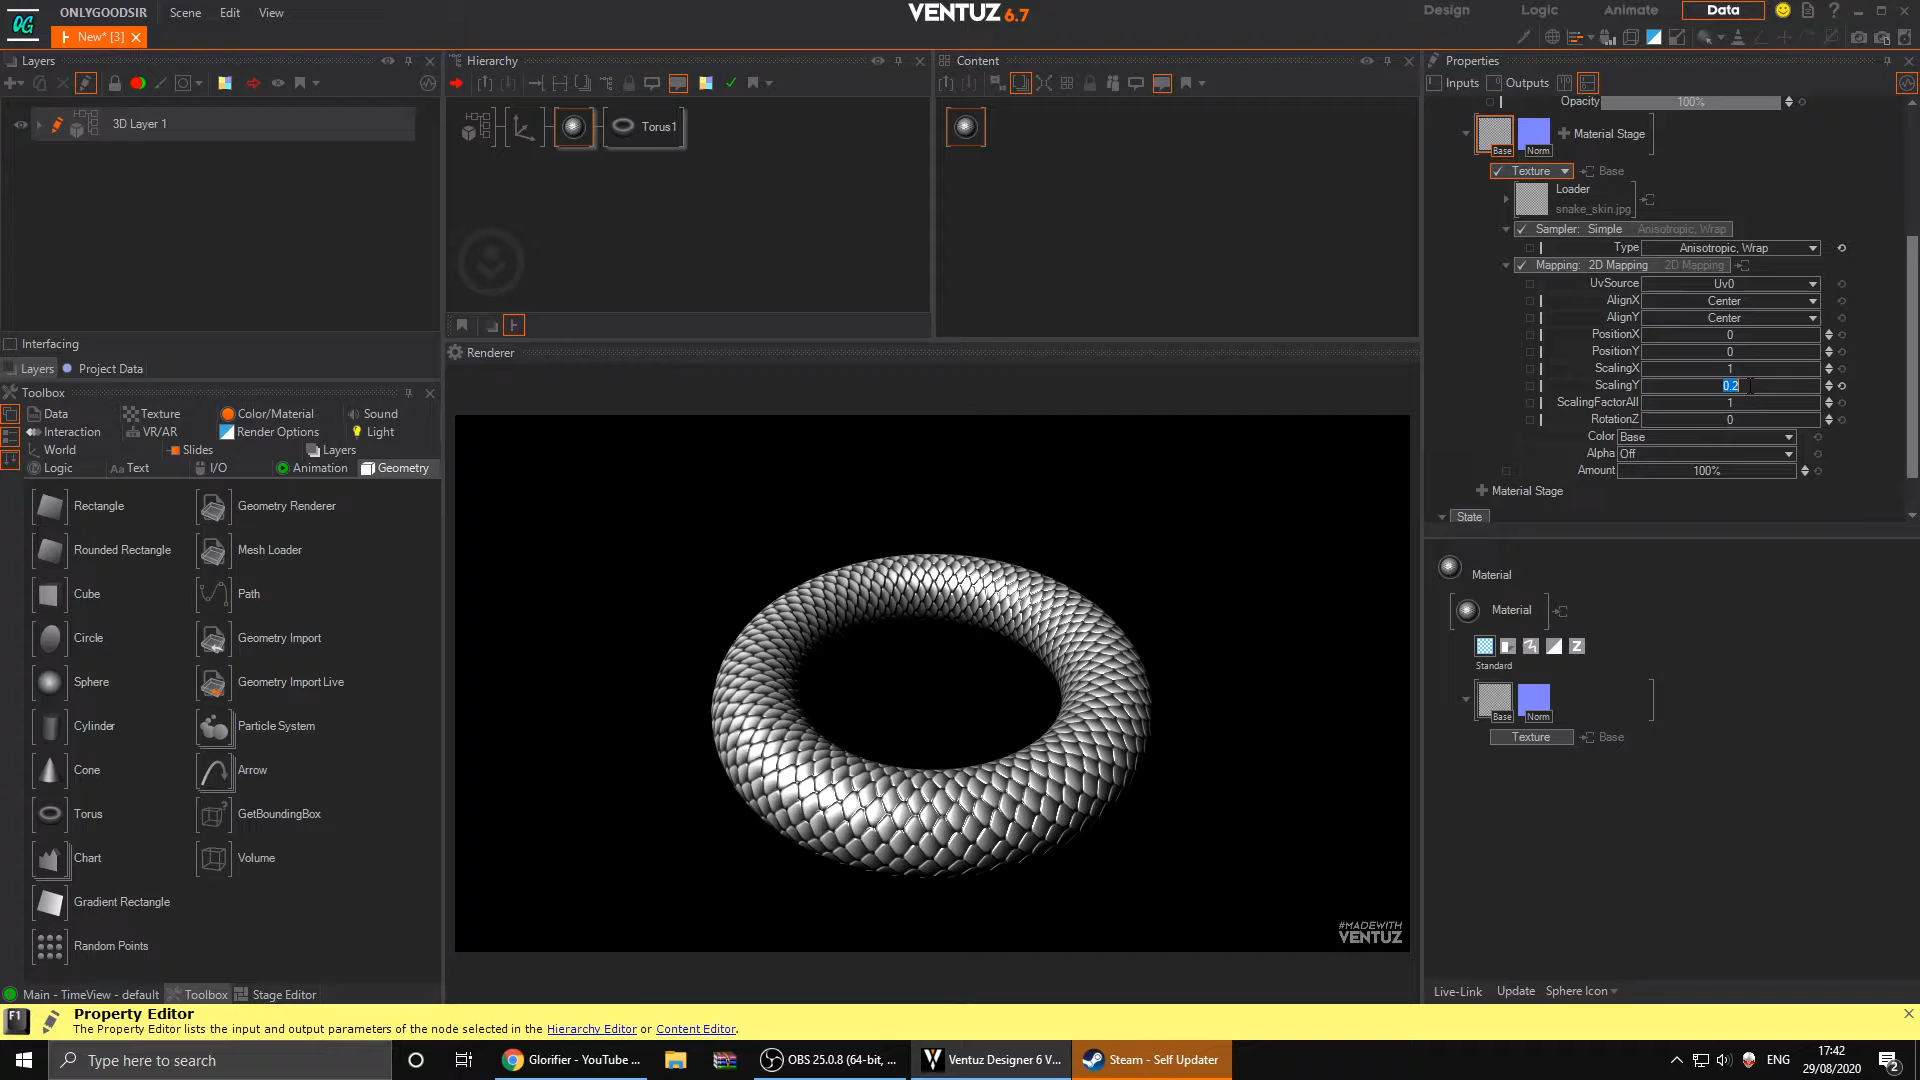 ONLYGOODSIR
Scene
Edit
View
VENTUZ 6.7
Design
Logic
Animate
Data
New* [3]
Layers
3D Layer 1
Interfacing
Layers
Project Data
Hierarchy
Torus1
Content
Renderer
#MADEWITH
VENTUZ
Toolbox
Data
Texture
Color/Material
Sound
Interaction
VR/AR
Render Options
Light
World
Slides
Layers
Logic
Aa Text
I/O
Animation
Geometry
Rectangle
Geometry Renderer
Rounded Rectangle
Mesh Loader
Cube
Path
Circle
Geometry Import
Sphere
Geometry Import Live
Cylinder
Particle System
Cone
Arrow
Torus
GetBoundingBox
Chart
Volume
Gradient Rectangle
Random Points
Main - TimeView - default
Toolbox
Stage Editor
Properties
Inputs
Outputs
Opacity 100%
Base
Norm
Material Stage
Texture
Base
Loader
snake_skin.jpg
Sampler: Simple Anisotropic, Wrap
Type Anisotropic, Wrap
Mapping: 2D Mapping 2D Mapping
UvSource Uv0
AlignX Center
AlignY Center
PositionX 0
PositionY 0
ScalingX 1
ScalingY 0.2
ScalingFactorAll 1
RotationZ 0
Color Base
Alpha Off
Amount 100%
Material Stage
State
Material
Material
Z
Standard
Base
Norm
Texture
Base
Live-Link
Update
Sphere Icon
F1
Property Editor
The Property Editor lists the input and output parameters of the node selected in the Hierarchy Editor or Content Editor.
Type here to search
Glorifier - YouTube ...
OBS 25.0.8 (64-bit, ...
Ventuz Designer 6 V...
Steam - Self Updater
ENG
17:42
29/08/2020
2